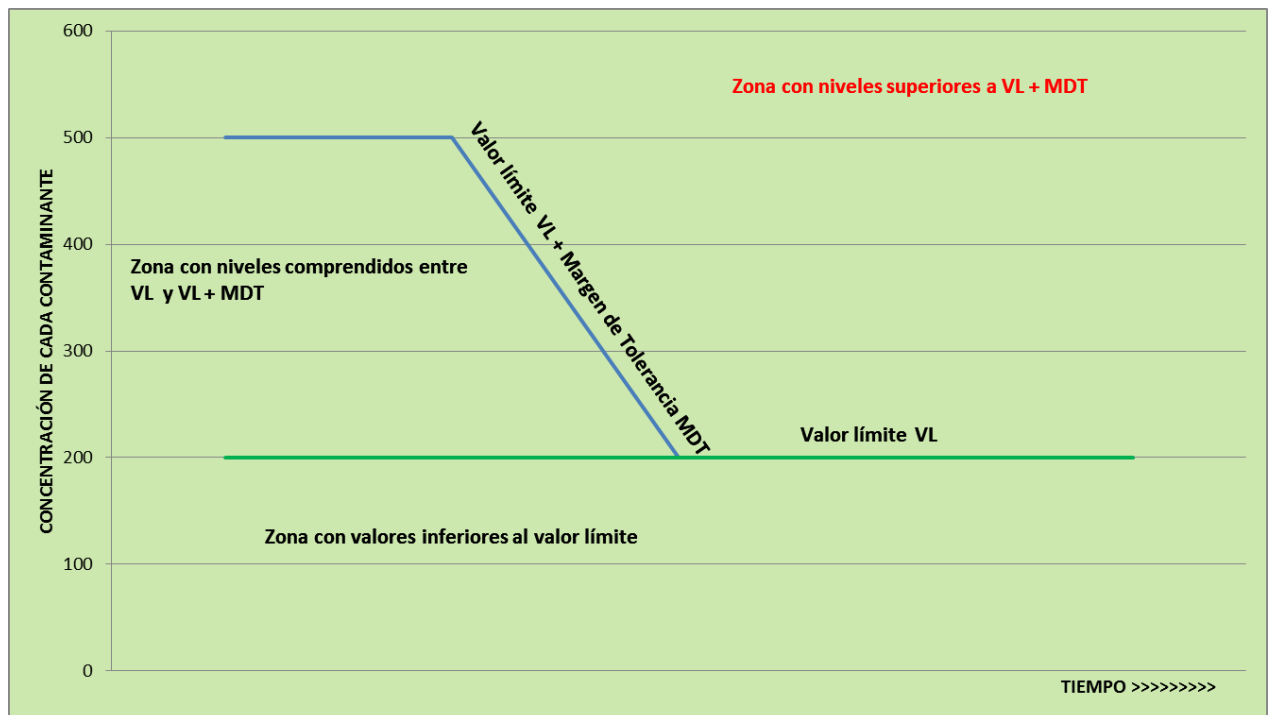 600
Zona con niveles superiores a VL + MDT
500
Valor límite VL + Margen de Tolerancia MDT
CONCENTRACIÓN DE CADA CONTAMINANTE
400
Zona con niveles comprendidos entre
VL y VL + MDT
300
Valor límite VL
200
Zona con valores inferiores al valor límite
100
0
TIEMPO >>>>>>>>>